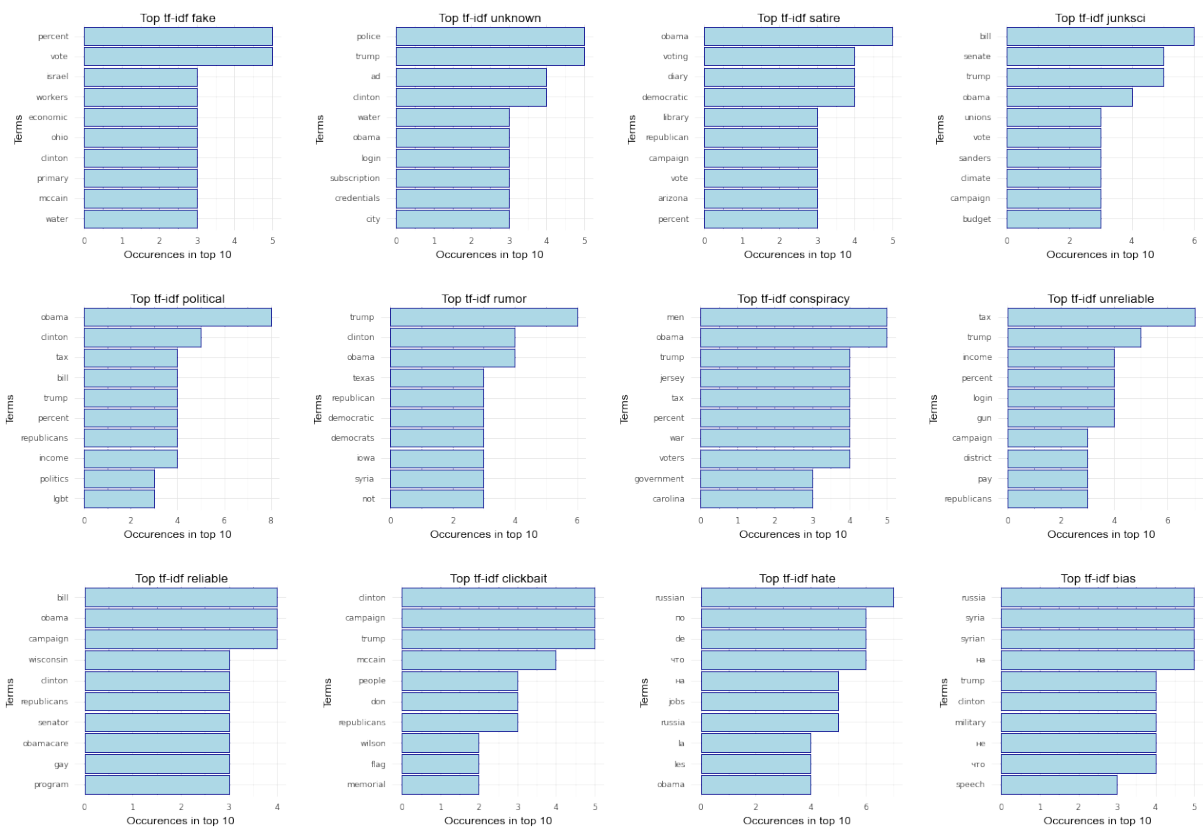 Top tf-idf fake
Terms
percent
vote
israel
workers
economic
ohio
clinton
primary
mccain
water
0 1 2 3 4 5
Occurences in top 10
Top tf-idf unknown
Terms
police
trump
ad
clinton
water
obama
login
subscription
credentials
city
0 1 2 3 4 5
Occurences in top 10
Top tf-idf satire
Terms
obama
voting
diary
democratic
library
republican
campaign
vote
arizona
percent
0 1 2 3 4 5
Occurences in top 10
Top tf-idf junksci
Terms
bill
senate
trump
obama
unions
vote
sanders
climate
campaign
budget
0 2 4 6
Occurences in top 10
Top tf-idf political
Terms
obama
clinton
tax
bill
trump
percent
republicans
income
politics
lgbt
0 2 4 6 8
Occurences in top 10
Top tf-idf rumor
Terms
trump
clinton
obama
texas
republican
democratic
democrats
iowa
syria
not
0 2 4 6
Occurences in top 10
Top tf-idf conspiracy
Terms
men
obama
trump
jersey
tax
percent
war
voters
government
carolina
0 1 2 3 4 5
Occurences in top 10
Top tf-idf unreliable
Terms
tax
trump
income
percent
login
gun
campaign
district
pay
republicans
0 2 4 6
Occurences in top 10
Top tf-idf reliable
Terms
bill
obama
campaign
wisconsin
clinton
republicans
senator
obamacare
gay
program
0 1 2 3 4
Occurences in top 10
Top tf-idf clickbait
Terms
clinton
campaign
trump
mccain
people
don
republicans
wilson
flag
memorial
0 1 2 3 4 5
Occurences in top 10
Top tf-idf hate
Terms
russian
по
de
что
на
jobs
russia
la
les
obama
0 2 4 6
Occurences in top 10
Top tf-idf bias
Terms
russia
syria
syrian
на
trump
clinton
military
не
что
speech
0 1 2 3 4 5
Occurences in top 10